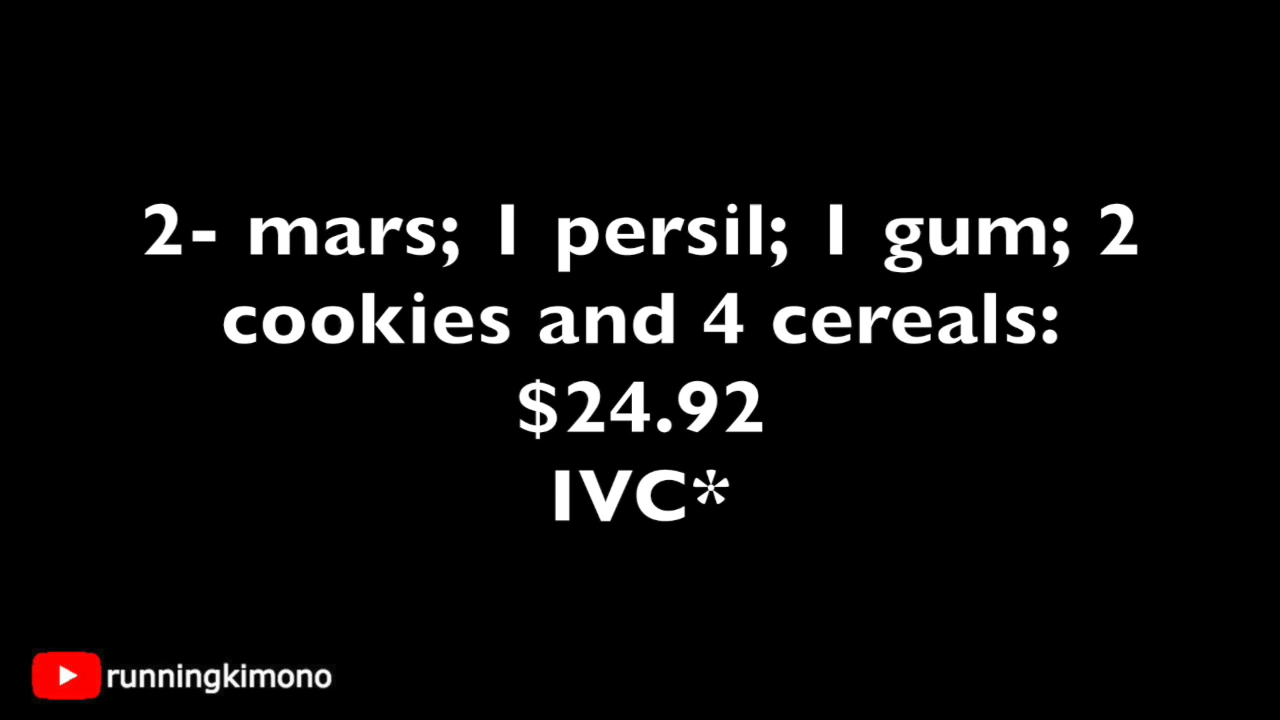 2- mars; 1 persil; 1 gum; 2
cookies and 4 cereals:
$24.92
IVC*
runningkimono